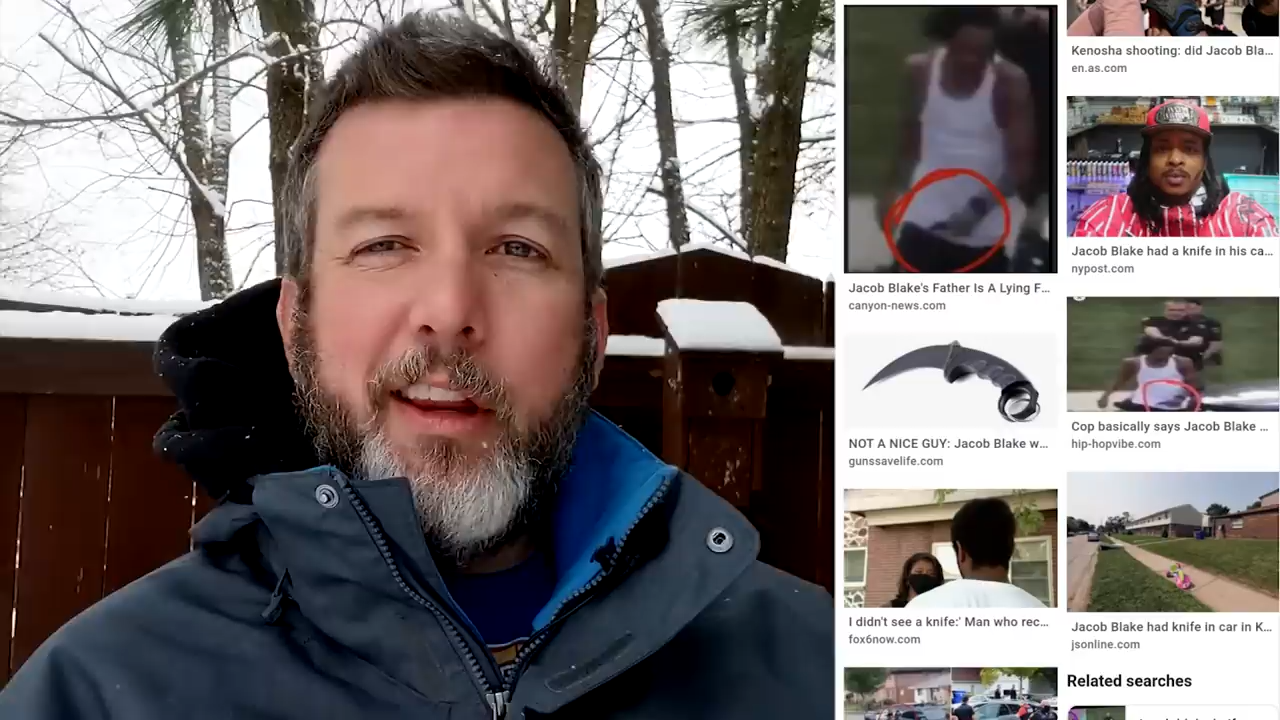 Jacob Blake's Father Is A Lying F...
canyon-news.com
NOT A NICE GUY: Jacob Blake w...
gunssavelife.com
I didn't see a knife:' Man who rec...
fox6now.com
Kenosha shooting: did Jacob Bla...
en.as.com
Jacob Blake had a knife in his ca...
nypost.com
Cop basically says Jacob Blake ...
hip-hopvibe.com
Jacob Blake had knife in car in K...
jsonline.com
Related searches